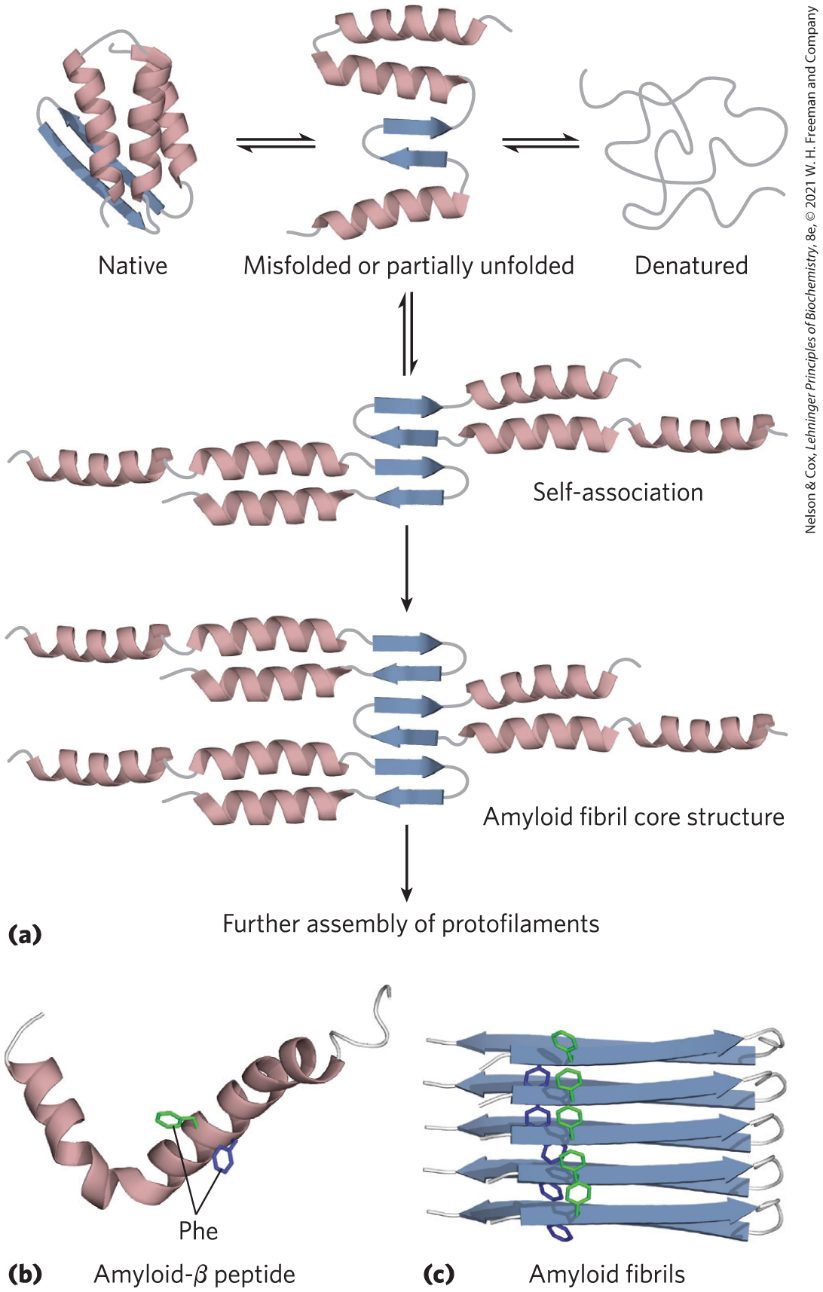 Native
Misfolded or partially unfolded
Denatured
Self-association
Amyloid fibril core structure
Further assembly of protofilaments
(a)
Phe
(b) Amyloid-β peptide
(c) Amyloid fibrils
Nelson & Cox, Lehninger Principles of Biochemistry, 8e, © 2021 W. H. Freeman and Company